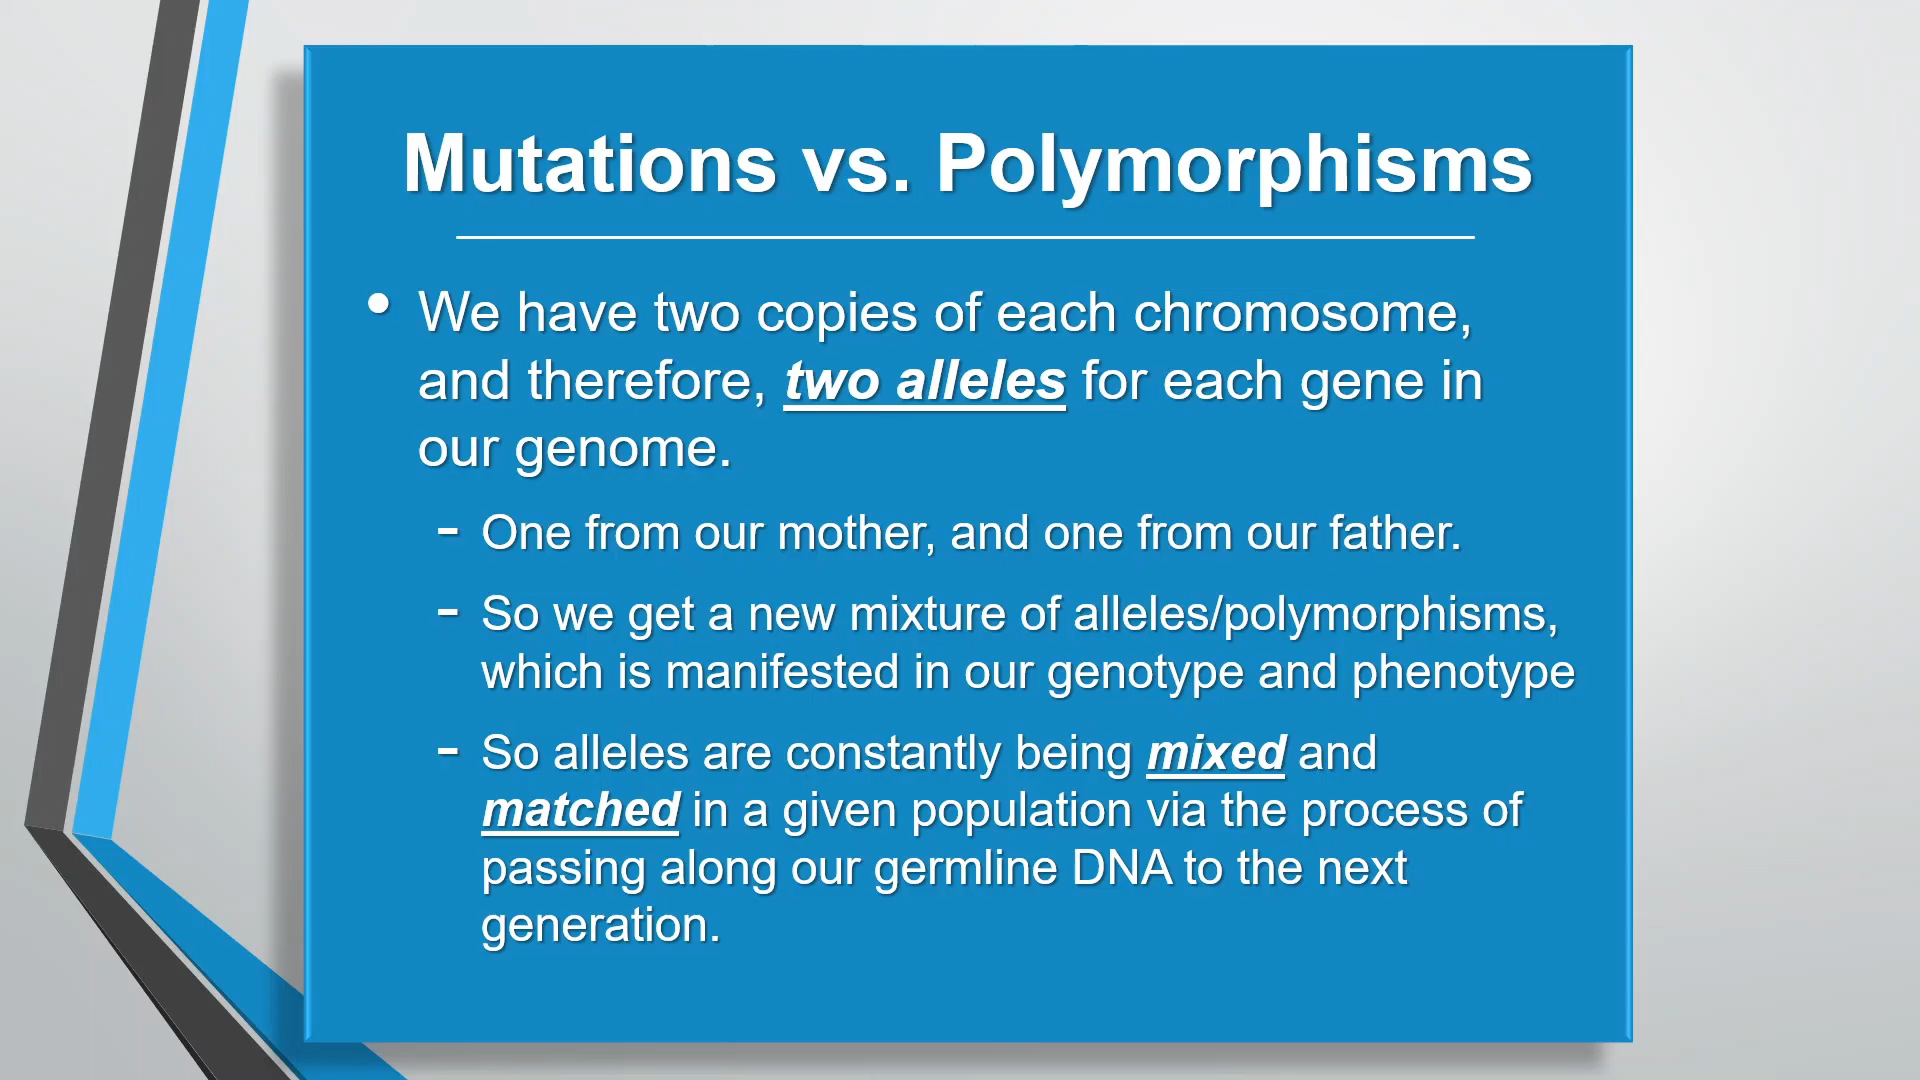 Mutations vs. Polymorphisms
• We have two copies of each chromosome,
and therefore, two alleles for each gene in
our genome.
- One from our mother, and one from our father.
- So we get a new mixture of alleles/polymorphisms,
which is manifested in our genotype and phenotype
- So alleles are constantly being mixed and
matched in a given population via the process of
passing along our germline DNA to the next
generation.